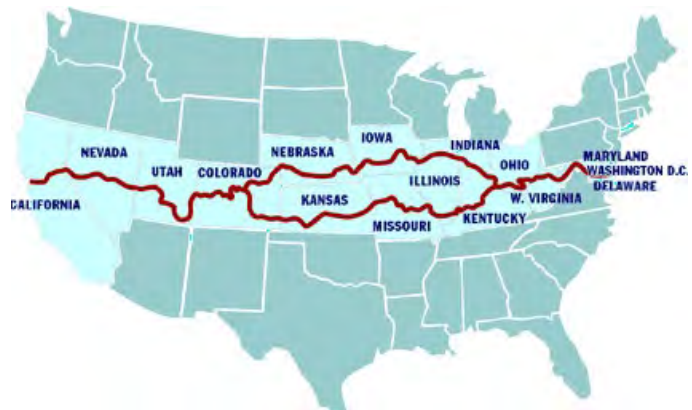 NEVADA
UTAH
COLORADO
NEBRASKA
IOWA
INDIANA
OHIO
MARYLAND
WASHINGTON D.C.
DELAWARE
CALIFORNIA
KANSAS
ILLINOIS
MISSOURI
KENTUCKY
W. VIRGINIA